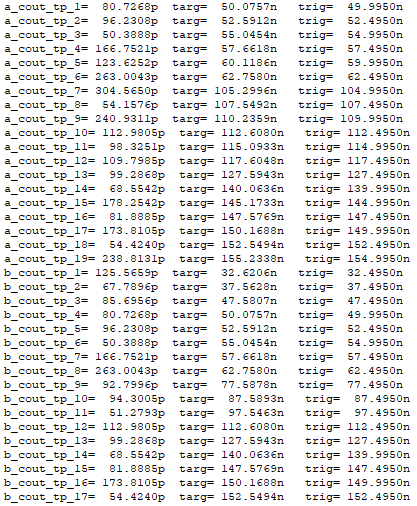 a_cout_tp_1=  80.7268p  targ=  50.0757n  trig=  49.9950n
a_cout_tp_2=  96.2308p  targ=  52.5912n  trig=  52.4950n
a_cout_tp_3=  50.3888p  targ=  55.0454n  trig=  54.9950n
a_cout_tp_4= 166.7521p  targ=  57.6618n  trig=  57.4950n
a_cout_tp_5= 123.6252p  targ=  60.1186n  trig=  59.9950n
a_cout_tp_6= 263.0043p  targ=  62.7580n  trig=  62.4950n
a_cout_tp_7= 304.5650p  targ= 105.2996n  trig= 104.9950n
a_cout_tp_8=  54.1576p  targ= 107.5492n  trig= 107.4950n
a_cout_tp_9= 240.9311p  targ= 110.2359n  trig= 109.9950n
a_cout_tp_10= 112.9805p  targ= 112.6080n  trig= 112.4950n
a_cout_tp_11=  98.3251p  targ= 115.0933n  trig= 114.9950n
a_cout_tp_12= 109.7985p  targ= 117.6048n  trig= 117.4950n
a_cout_tp_13=  99.2868p  targ= 127.5943n  trig= 127.4950n
a_cout_tp_14=  68.5542p  targ= 140.0636n  trig= 139.9950n
a_cout_tp_15= 178.2542p  targ= 145.1733n  trig= 144.9950n
a_cout_tp_16=  81.8885p  targ= 147.5769n  trig= 147.4950n
a_cout_tp_17= 173.8105p  targ= 150.1688n  trig= 149.9950n
a_cout_tp_18=  54.4240p  targ= 152.5494n  trig= 152.4950n
a_cout_tp_19= 238.8131p  targ= 155.2338n  trig= 154.9950n
b_cout_tp_1= 125.5659p  targ=  32.6206n  trig=  32.4950n
b_cout_tp_2=  67.7896p  targ=  37.5628n  trig=  37.4950n
b_cout_tp_3=  85.6956p  targ=  47.5807n  trig=  47.4950n
b_cout_tp_4=  80.7268p  targ=  50.0757n  trig=  49.9950n
b_cout_tp_5=  96.2308p  targ=  52.5912n  trig=  52.4950n
b_cout_tp_6=  50.3888p  targ=  55.0454n  trig=  54.9950n
b_cout_tp_7= 166.7521p  targ=  57.6618n  trig=  57.4950n
b_cout_tp_8= 263.0043p  targ=  62.7580n  trig=  62.4950n
b_cout_tp_9=  92.7996p  targ=  77.5878n  trig=  77.4950n
b_cout_tp_10=  94.3005p  targ=  87.5893n  trig=  87.4950n
b_cout_tp_11=  51.2793p  targ=  97.5463n  trig=  97.4950n
b_cout_tp_12= 112.9805p  targ= 112.6080n  trig= 112.4950n
b_cout_tp_13=  99.2868p  targ= 127.5943n  trig= 127.4950n
b_cout_tp_14=  68.5542p  targ= 140.0636n  trig= 139.9950n
b_cout_tp_15=  81.8885p  targ= 147.5769n  trig= 147.4950n
b_cout_tp_16= 173.8105p  targ= 150.1688n  trig= 149.9950n
b_cout_tp_17=  54.4240p  targ= 152.5494n  trig= 152.4950n